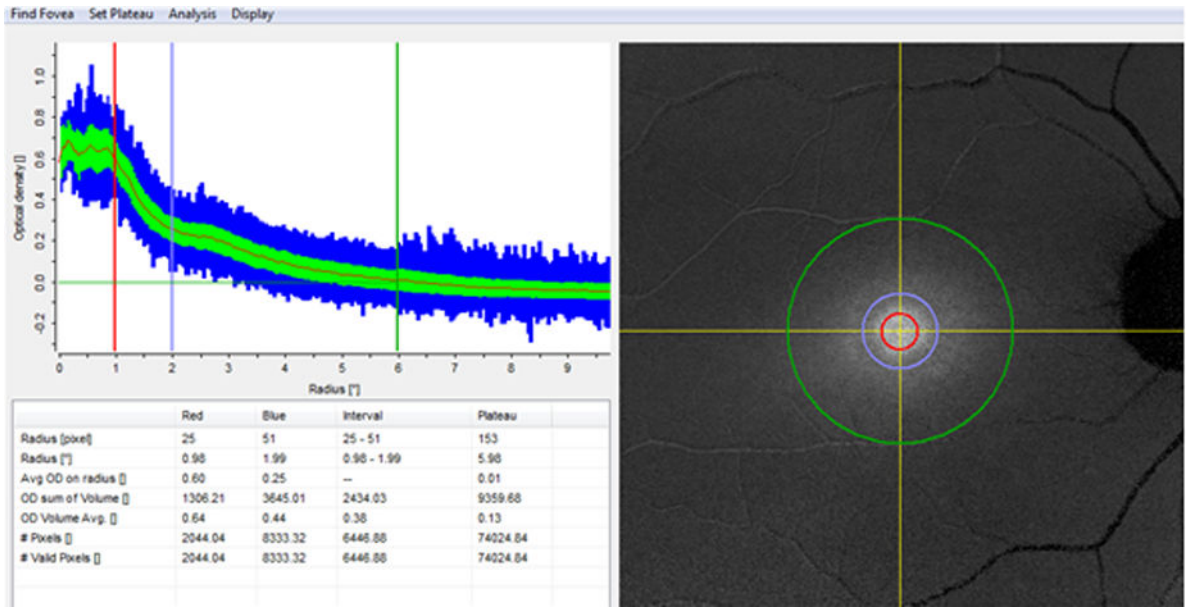 Find Fovea Set Plateau Analysis Display
Optical density []
1.0
0.8
0.6
0.4
0.2
0.0
-0.2
0 1 2 3 4 5 6 7 8 9
Radius [°]
Red Blue Interval Plateau
Radius [pixel] 25 51 25 - 51 153
Radius [°] 0.98 1.99 0.98 - 1.99 5.98
Avg OD on radius [] 0.60 0.25 -- 0.01
OD sum of Volume [] 1306.21 3645.01 2434.03 9359.68
OD Volume Avg. [] 0.64 0.44 0.38 0.13
# Pixels [] 2044.04 8333.32 6446.88 74024.84
# Valid Pixels [] 2044.04 8333.32 6446.88 74024.84